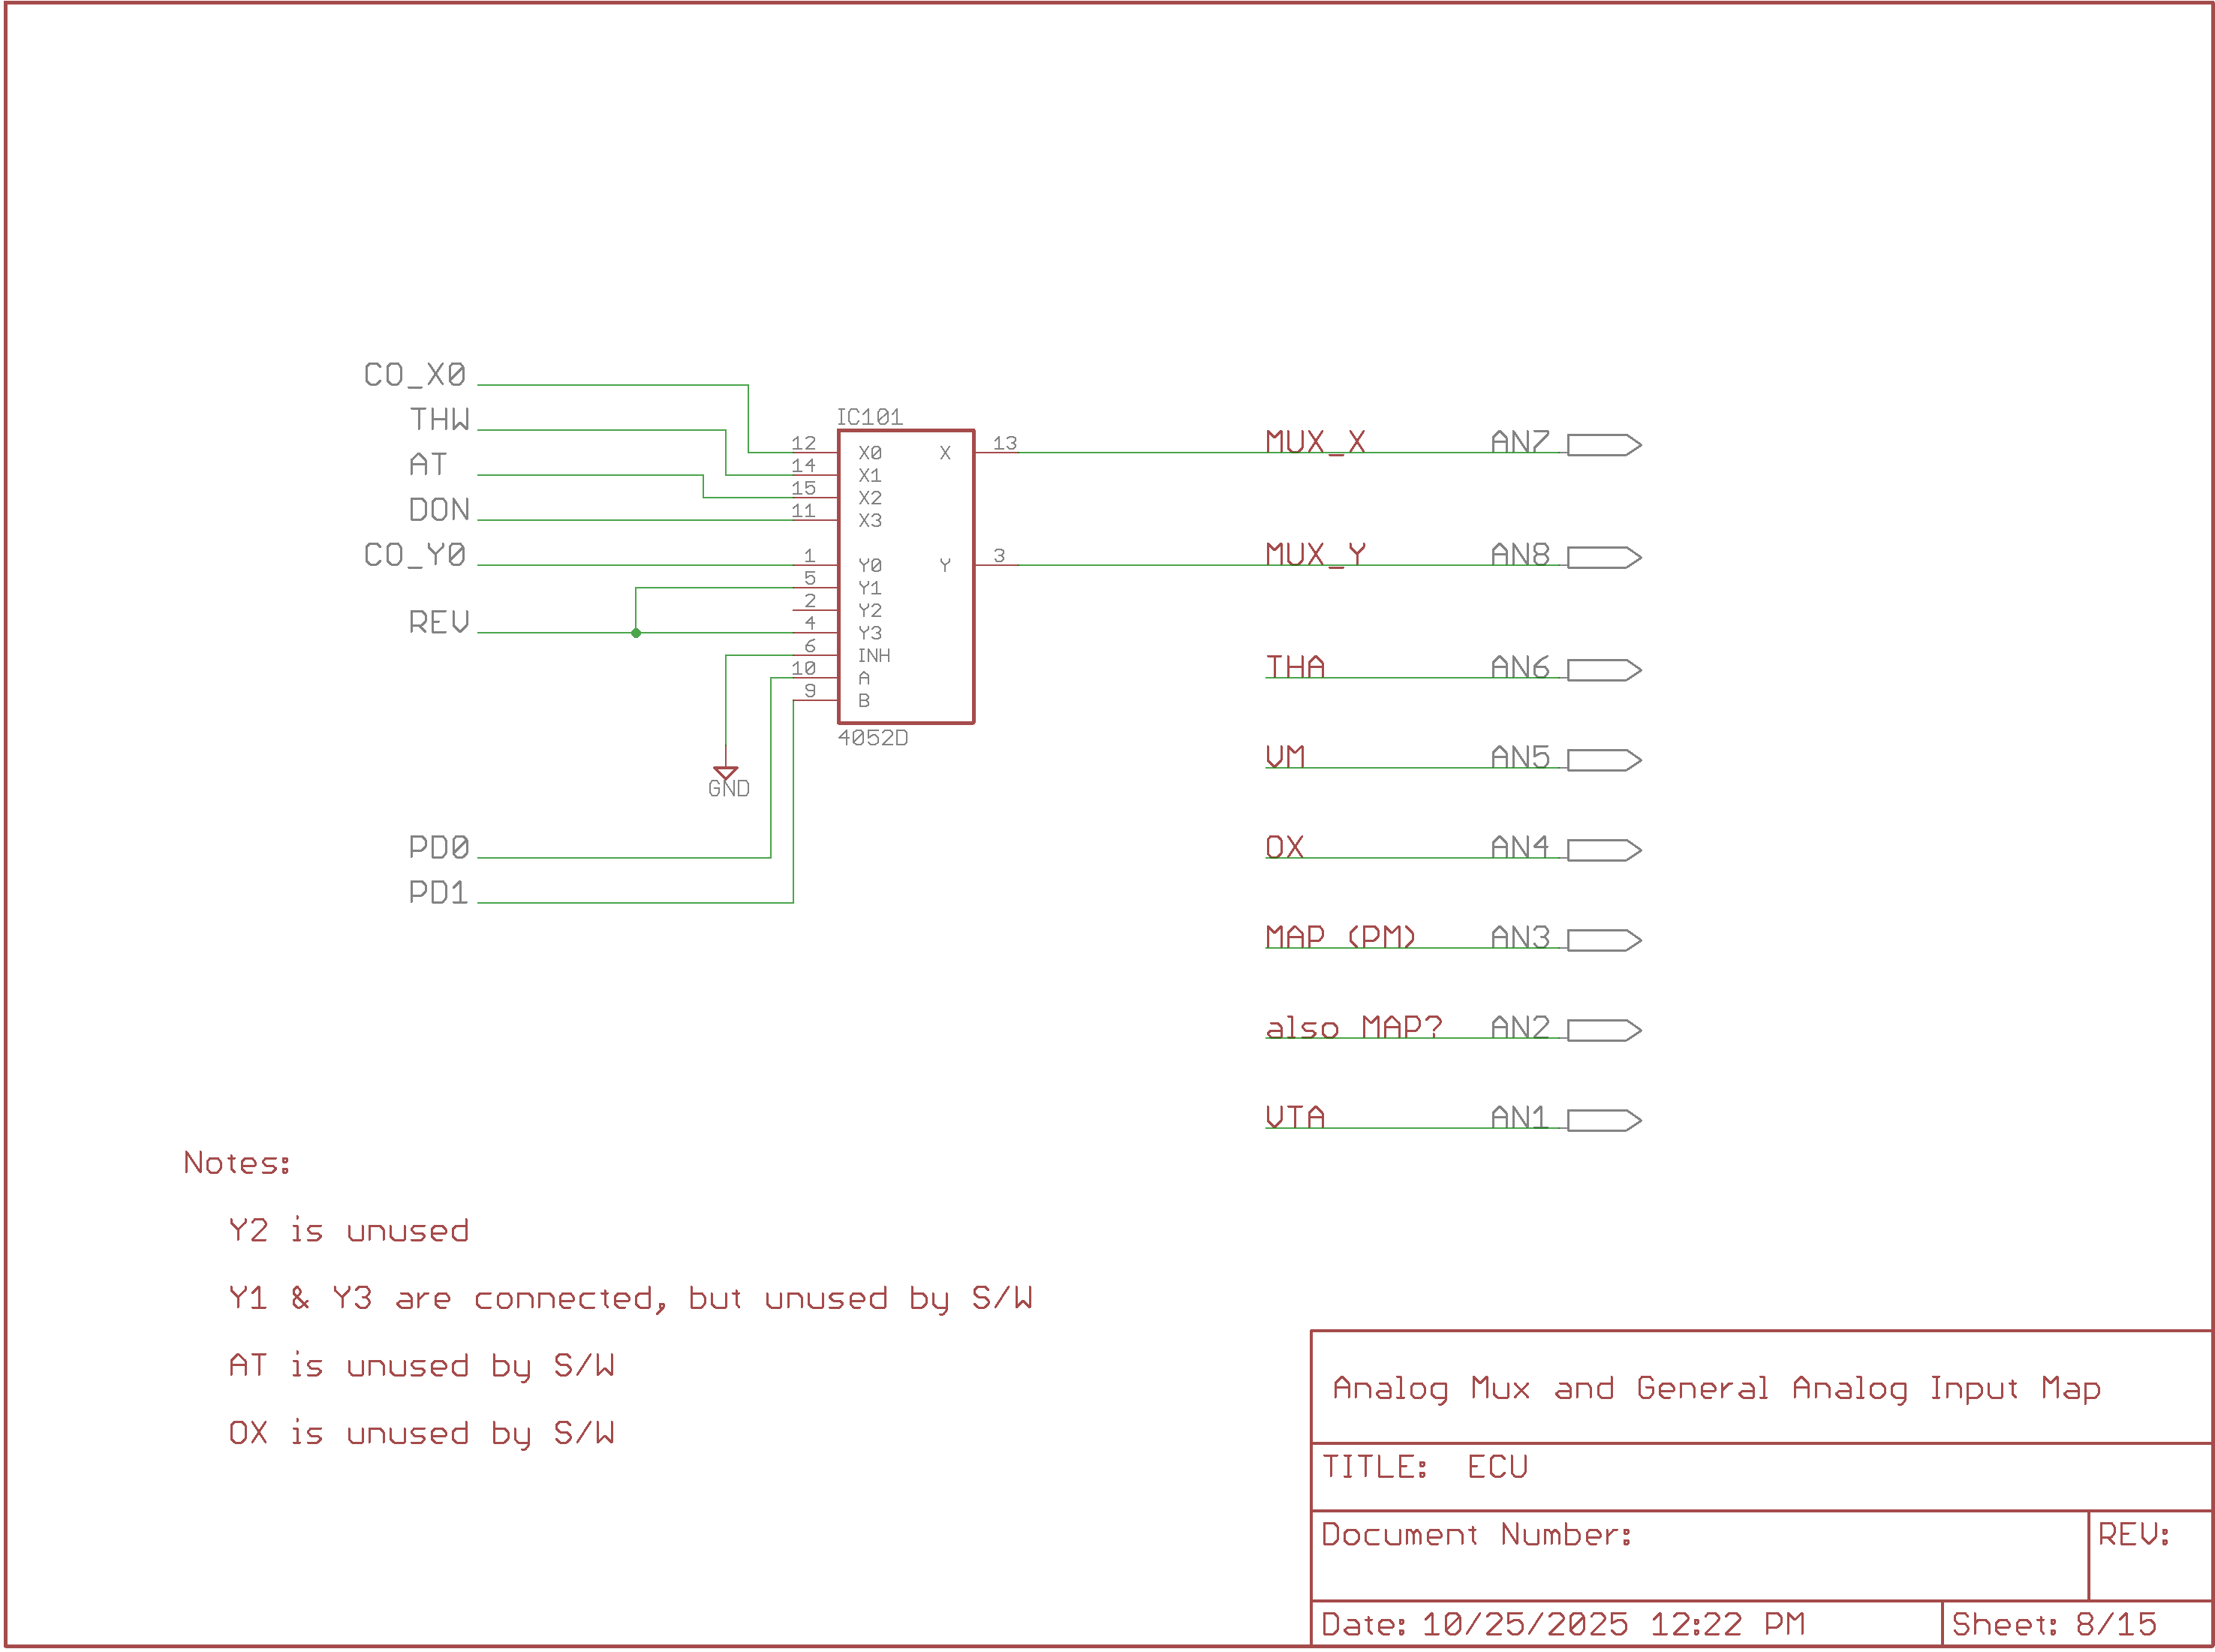 CO_X0
THW
AT
DON
CO_Y0
REV
PD0
PD1
IC101
12 X0 X 13
14 X1
15 X2
11 X3
1 Y0 Y 3
5 Y1
2 Y2
4 Y3
6 INH
10 A
9 B
4052D
GND
MUX_X AN7
MUX_Y AN8
THA AN6
VM AN5
OX AN4
MAP (PM) AN3
also MAP? AN2
VTA AN1
Notes:
Y2 is unused
Y1 & Y3 are connected, but unused by S/W
AT is unused by S/W
OX is unused by S/W
Analog Mux and General Analog Input Map
TITLE: ECU
Document Number: REV:
Date: 10/25/2025 12:22 PM Sheet: 8/15